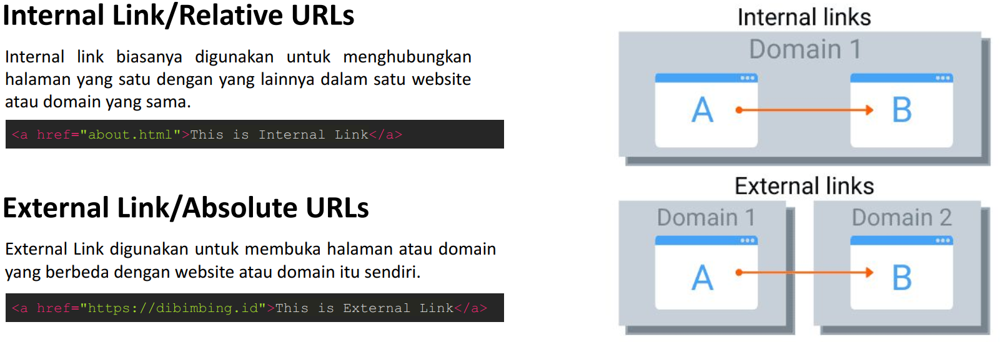 Internal Link/Relative URLs
Internal link biasanya digunakan untuk menghubungkan
halaman yang satu dengan yang lainnya dalam satu website
atau domain yang sama.
<a href="about.html">This is Internal Link</a>
External Link/Absolute URLs
External Link digunakan untuk membuka halaman atau domain
yang berbeda dengan website atau domain itu sendiri.
<a href="https://dibimbing.id">This is External Link</a>
Internal links
Domain 1
A
B
External links
Domain 1
Domain 2
A
B